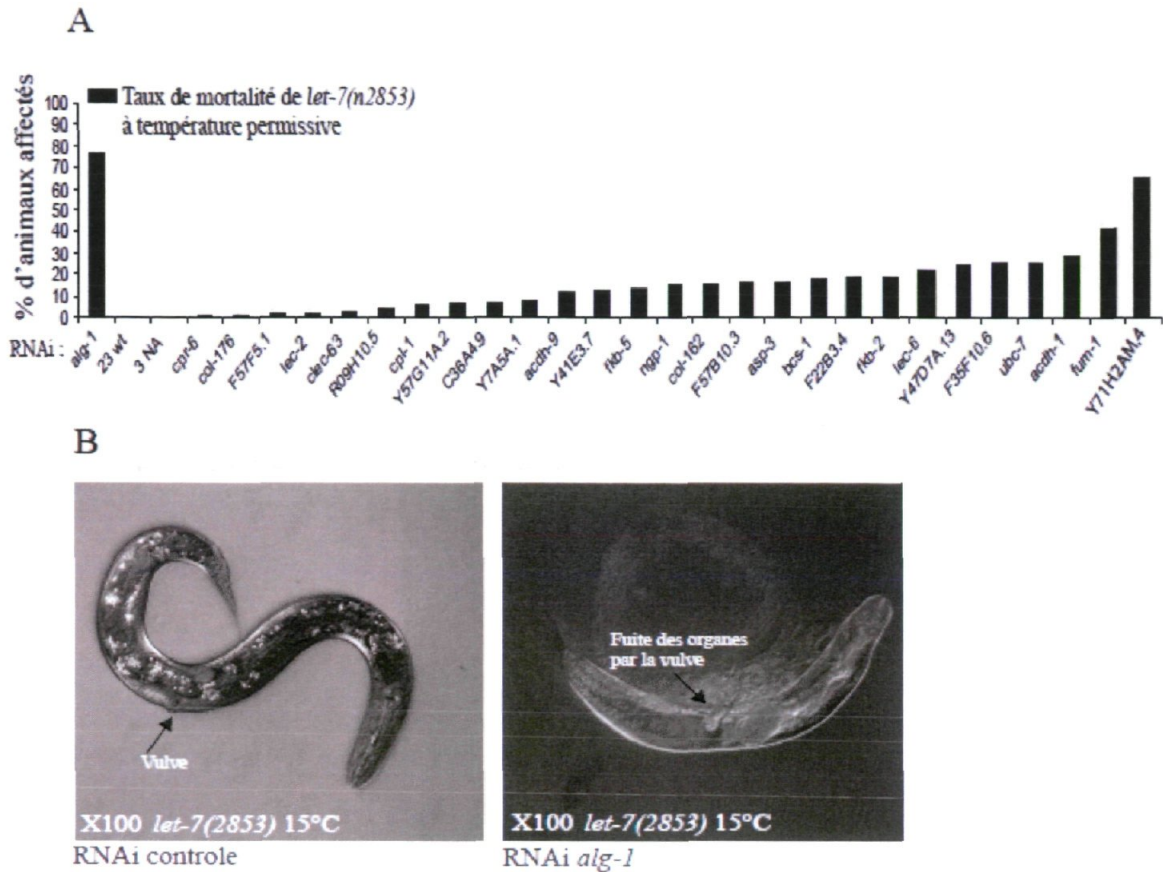 A
% d'animaux affectés
100
90
80
70
60
50
40
30
20
10
0
Taux de mortalité de let-7(n2853)
à température permissive
RNAi :
alg-1
23 wt
3 NA
cpr-6
col-176
F57F5.1
lec-2
clec-63
R09H10.5
cpl-1
Y57G11A.2
C36A4.9
Y7A5A.1
acdh-9
Y41E3.7
ngp-1
col-162
F57B10.3
asp-3
bcs-1
F22B3.4
lec-6
Y47D7A.13
F35F10.6
ubc-7
acdh-1
fum-1
Y71H2AM.4
B
Vulve
X100 let-7(2853) 15°C
RNAi controle
Fuite des organes
par la vulve
X100 let-7(2853) 15°C
RNAi alg-1